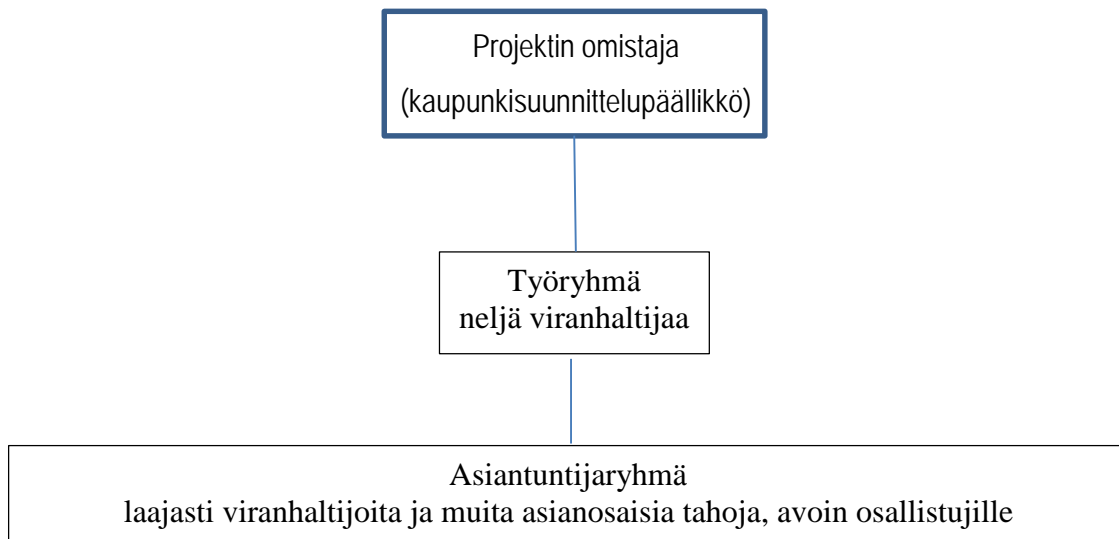 Projektin omistaja
(kaupunkisuunnittelupäällikkö)
Työryhmä
neljä viranhaltijaa
Asiantuntijaryhmä
laajasti viranhaltijoita ja muita asianosaisia tahoja, avoin osallistujille